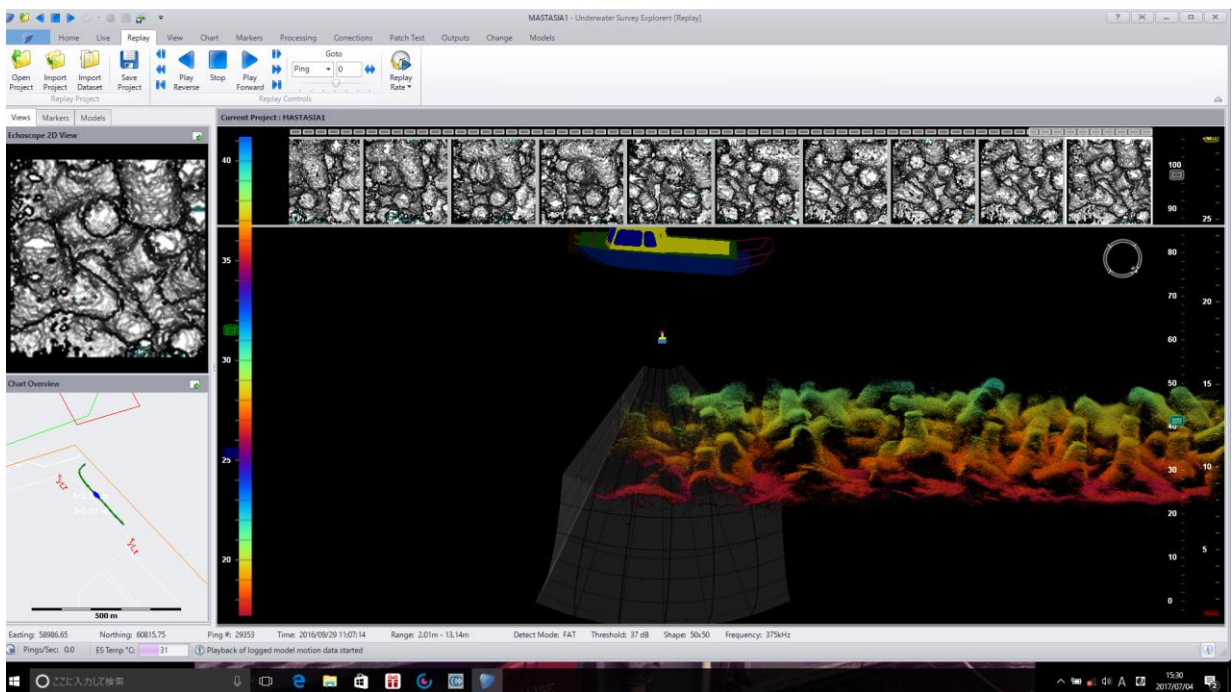 MASTASIA1 - Underwater Survey Explorer® [Replay]
Home Live Replay View Chart Markers Processing Corrections Patch Test Outputs Change Models
Goto
Ping 0
Open Project
Import Project
Import Dataset
Save Project
Play Reverse
Stop
Play Forward
Replay Rate
Replay Project
Replay Controls
Views Markers Models
Current Project : MASTASIA1
Echoscope 2D View
40
35
30
25
20
100
90
80
70
60
50
40
30
20
10
0
25
20
15
10
5
Chart Overview
500 m
Easting: 58986.65 Northing: 60815.75 Ping #: 29353 Time: 2016/09/29 11:07:14 Range: 2.01m - 13.14m Detect Mode: FAT Threshold: 37 dB Shape: 50x50 Frequency: 375kHz
Pings/Sec: 0.0 ES Temp °C: 31 Playback of logged model motion data started
ここに入力して検索
A
15:30
2017/07/04